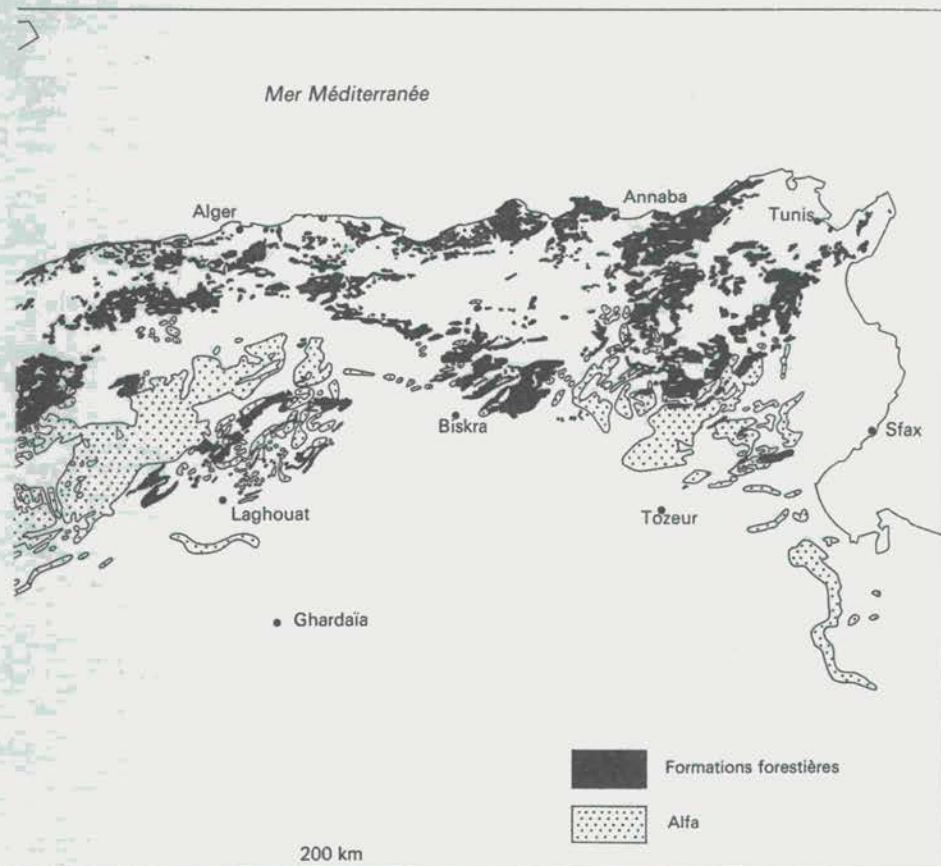 Mer Méditerranée
Annaba
Alger
Tunis
Biskra
Sfax
Laghouat
Tozeur
Ghardaïa
Formations forestières
Alfa
200 km